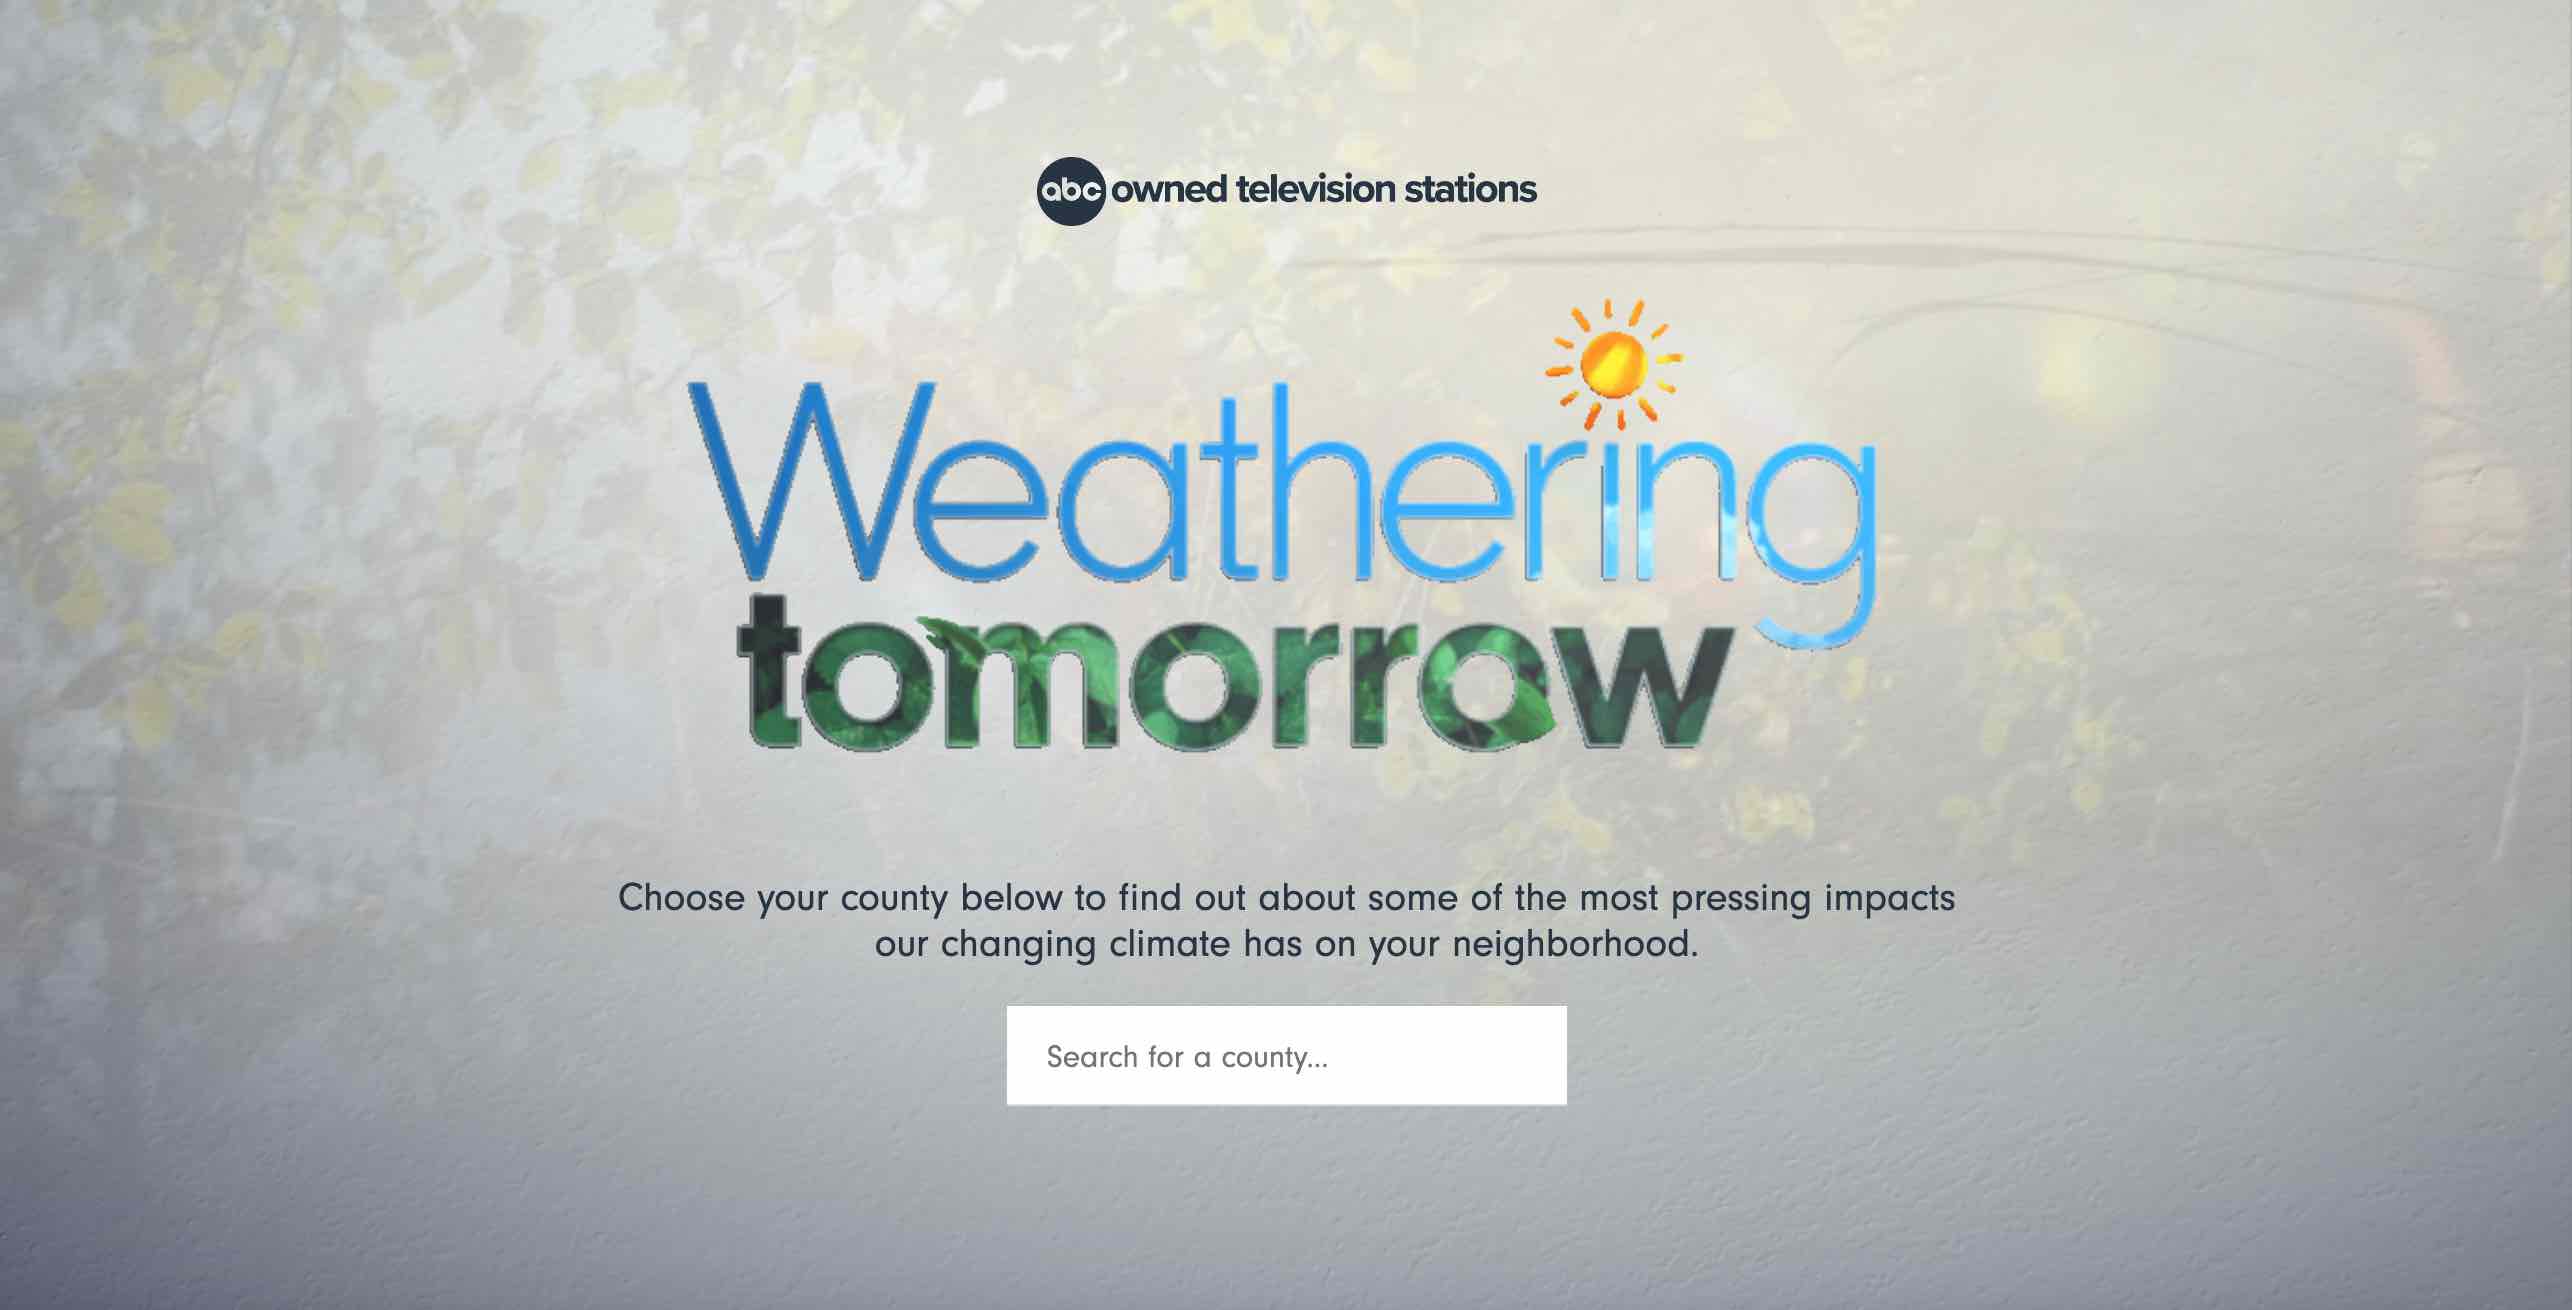 abc owned television stations
Weathering
tomorrow
Choose your county below to find out about some of the most pressing impacts
our changing climate has on your neighborhood.
Search for a county...